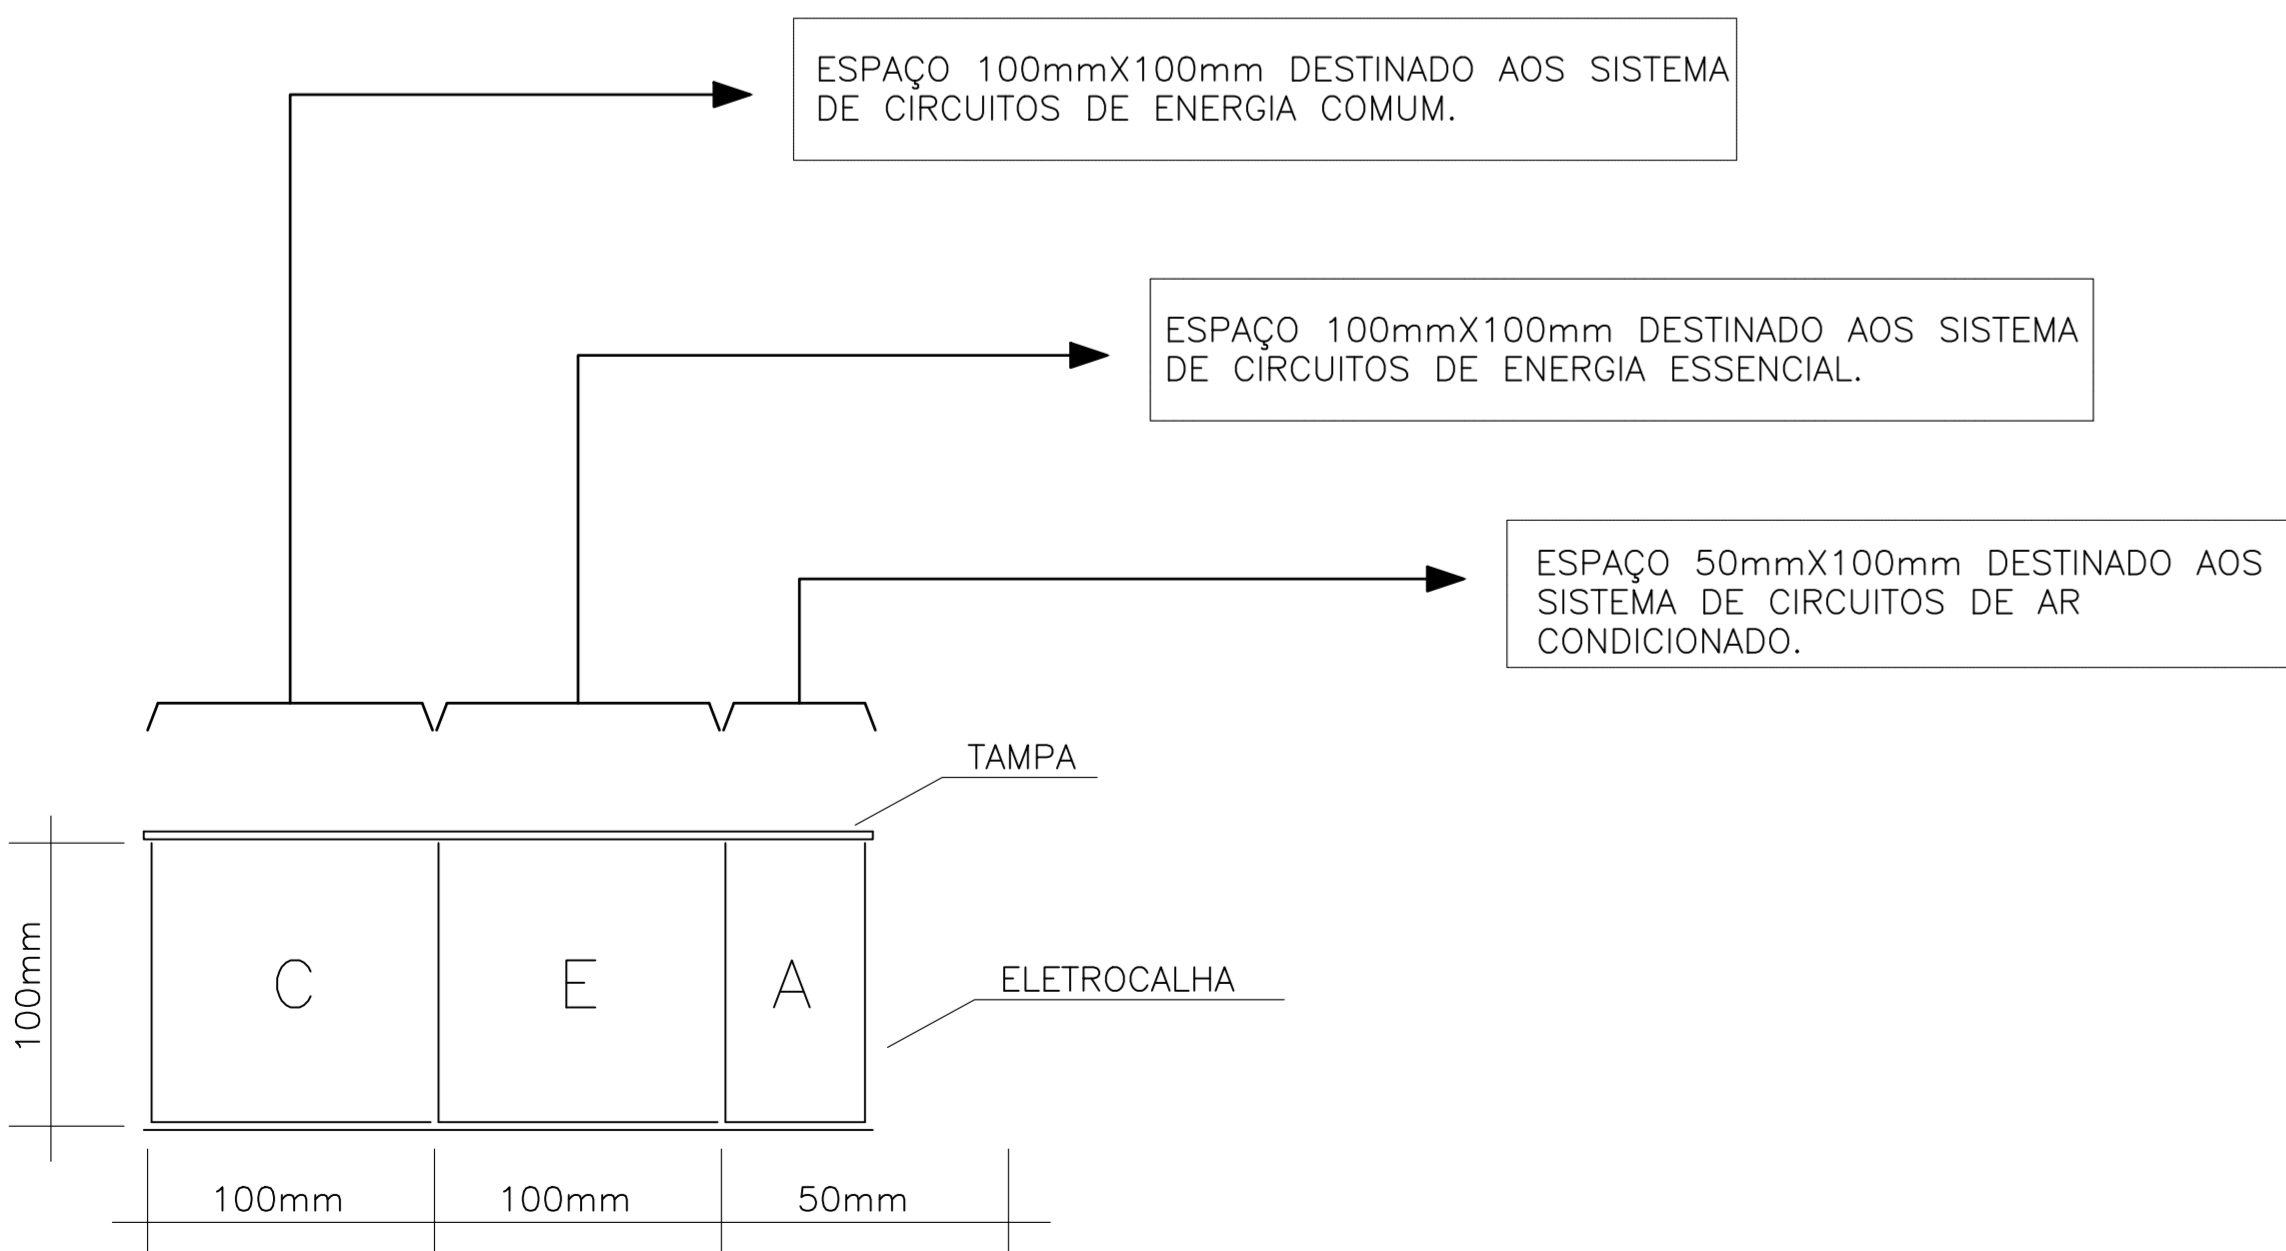 ESPAÇO 100mmX100mm DESTINADO AOS SISTEMA
DE CIRCUITOS DE ENERGIA COMUM.
ESPAÇO 100mmX100mm DESTINADO AOS SISTEMA
DE CIRCUITOS DE ENERGIA ESSENCIAL.
ESPAÇO 50mmX100mm DESTINADO AOS
SISTEMA DE CIRCUITOS DE AR
CONDICIONADO.
TAMPA
100mm
C
E
A
ELETROCALHA
100mm
100mm
50mm